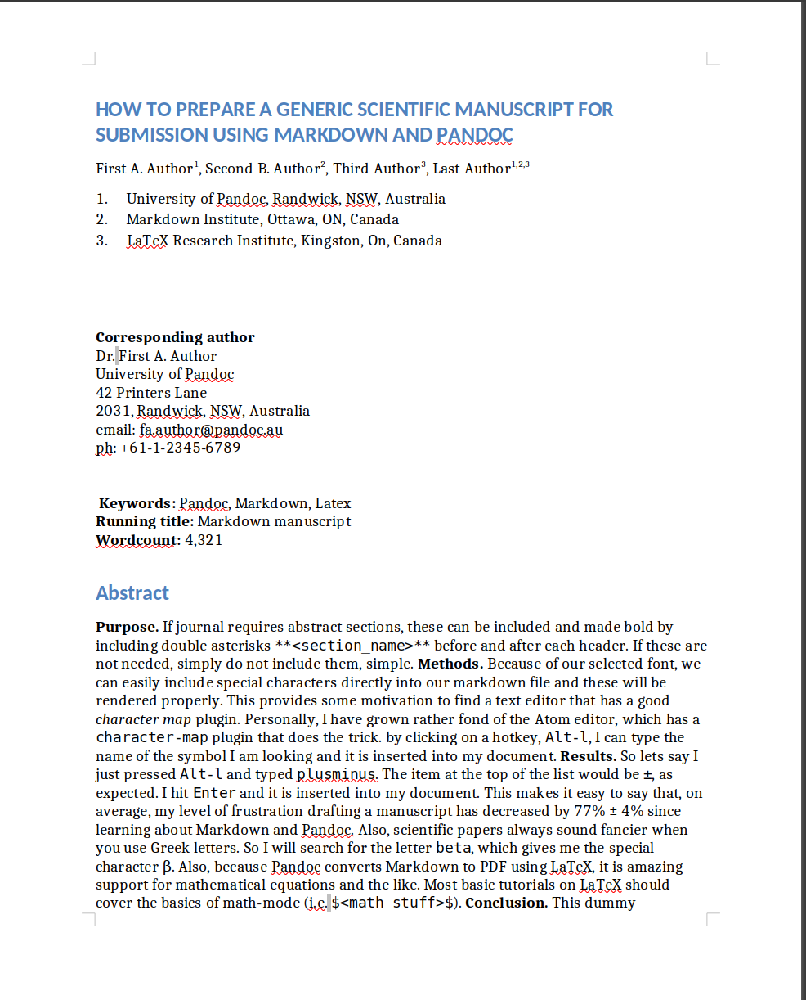 HOW TO PREPARE A GENERIC SCIENTIFIC MANUSCRIPT FOR
SUBMISSION USING MARKDOWN AND PANDOC
First A. Author1, Second B. Author2, Third Author3, Last Author1,2,3
1. University of Pandoc, Randwick, NSW, Australia
2. Markdown Institute, Ottawa, ON, Canada
3. LaTeX Research Institute, Kingston, On, Canada
Corresponding author
Dr. First A. Author
University of Pandoc
42 Printers Lane
2031, Randwick, NSW, Australia
email: fa.author@pandoc.au
ph: +61-1-2345-6789
Keywords: Pandoc, Markdown, Latex
Running title: Markdown manuscript
Wordcount: 4,321
Abstract
Purpose. If journal requires abstract sections, these can be included and made bold by
including double asterisks **<section_name>** before and after each header. If these are
not needed, simply do not include them, simple. Methods. Because of our selected font, we
can easily include special characters directly into our markdown file and these will be
rendered properly. This provides some motivation to find a text editor that has a good
character map plugin. Personally, I have grown rather fond of the Atom editor, which has a
character-map plugin that does the trick. by clicking on a hotkey, Alt-l, I can type the
name of the symbol I am looking and it is inserted into my document. Results. So lets say I
just pressed Alt-l and typed plusminus. The item at the top of the list would be ±, as
expected. I hit Enter and it is inserted into my document. This makes it easy to say that, on
average, my level of frustration drafting a manuscript has decreased by 77% ± 4% since
learning about Markdown and Pandoc. Also, scientific papers always sound fancier when
you use Greek letters. So I will search for the letter beta, which gives me the special
character β. Also, because Pandoc converts Markdown to PDF using LaTeX, it is amazing
support for mathematical equations and the like. Most basic tutorials on LaTeX should
cover the basics of math-mode (i.e. $<math stuff>$). Conclusion. This dummy